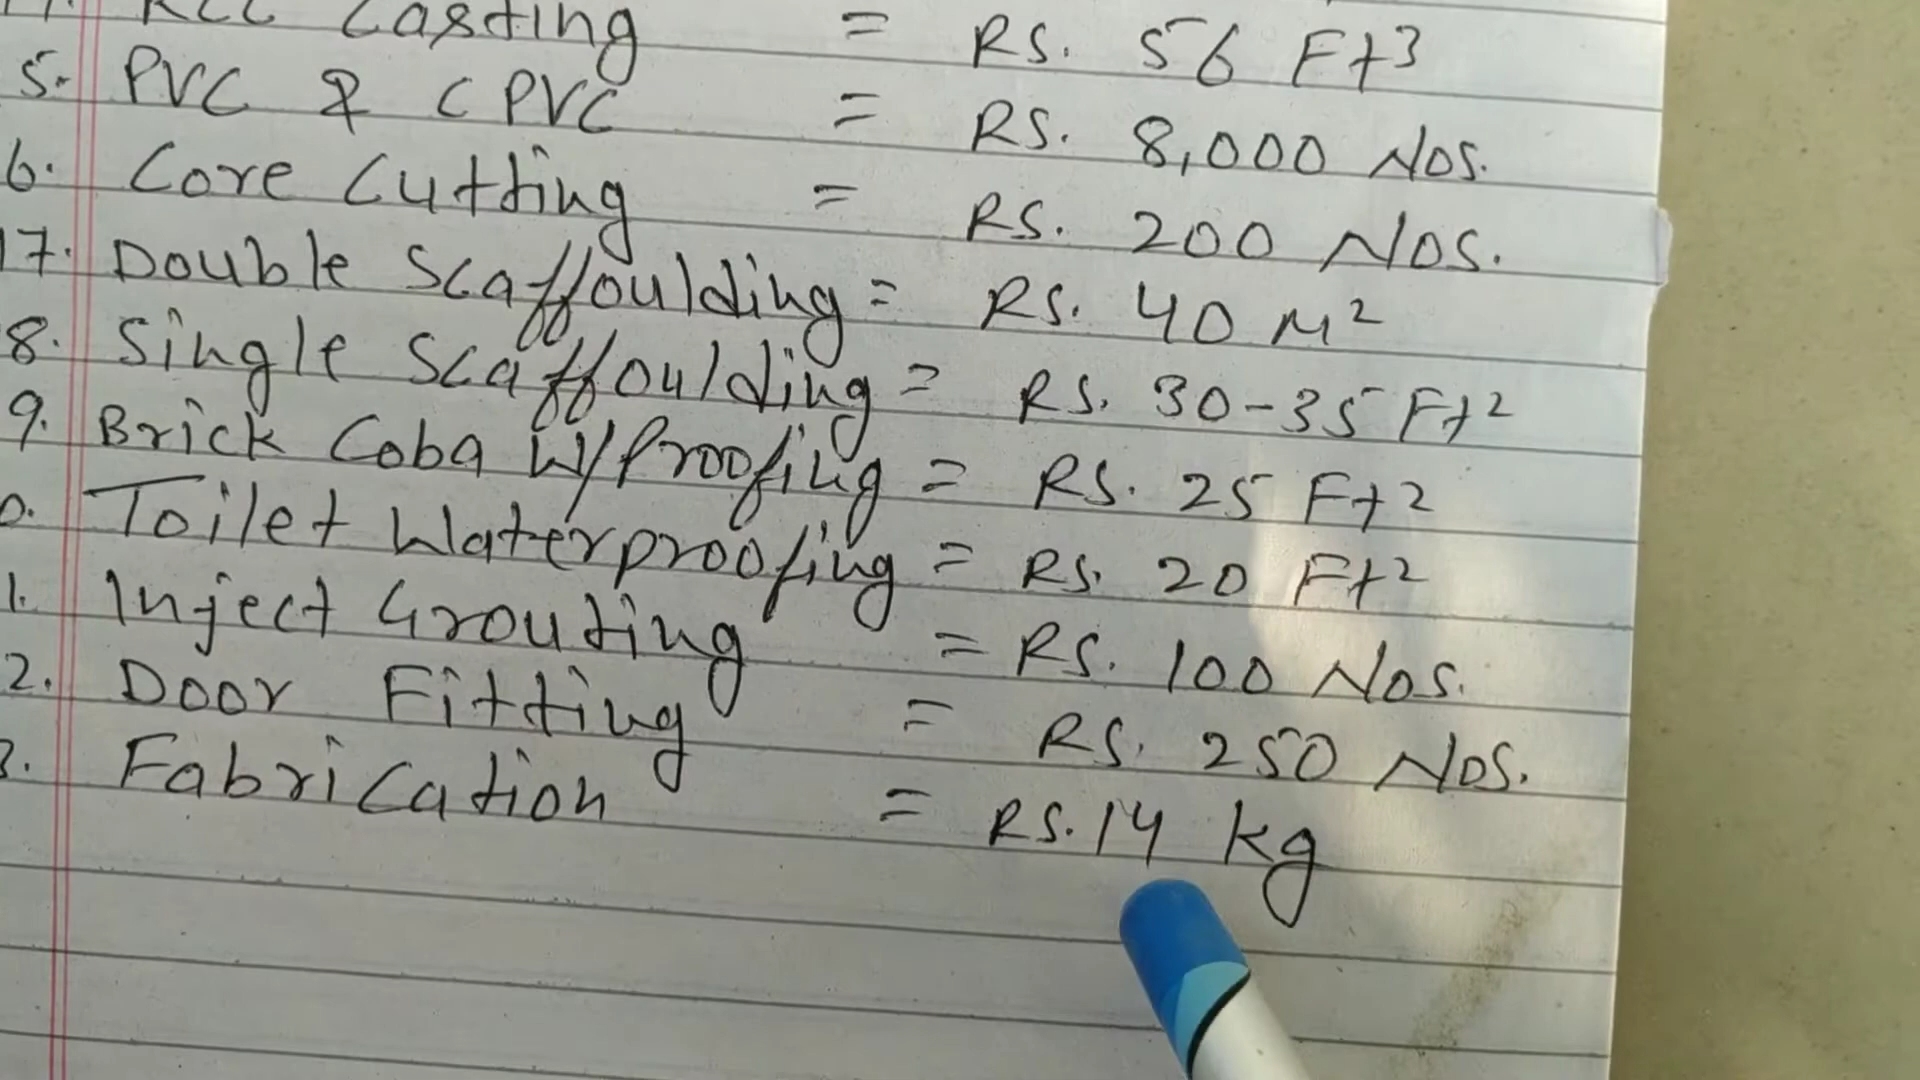 RCC Casting = RS. 56 Ft3
5. PVC & CPVC = RS. 8,000 Nos.
6. Core Cutting = RS. 200 Nos.
17. Double Scaffoulding = RS. 40 M²
8. Single Scaffoulding = RS. 30-35 Ft²
9. Brick Coba W/Proofing = RS. 25 Ft2
0. Toilet Waterproofing = RS. 20 Ft²
1. Inject Grouting = RS. 100 Nos.
2. Door Fitting = RS. 250 Nos.
3. Fabrication = RS. 14 kg